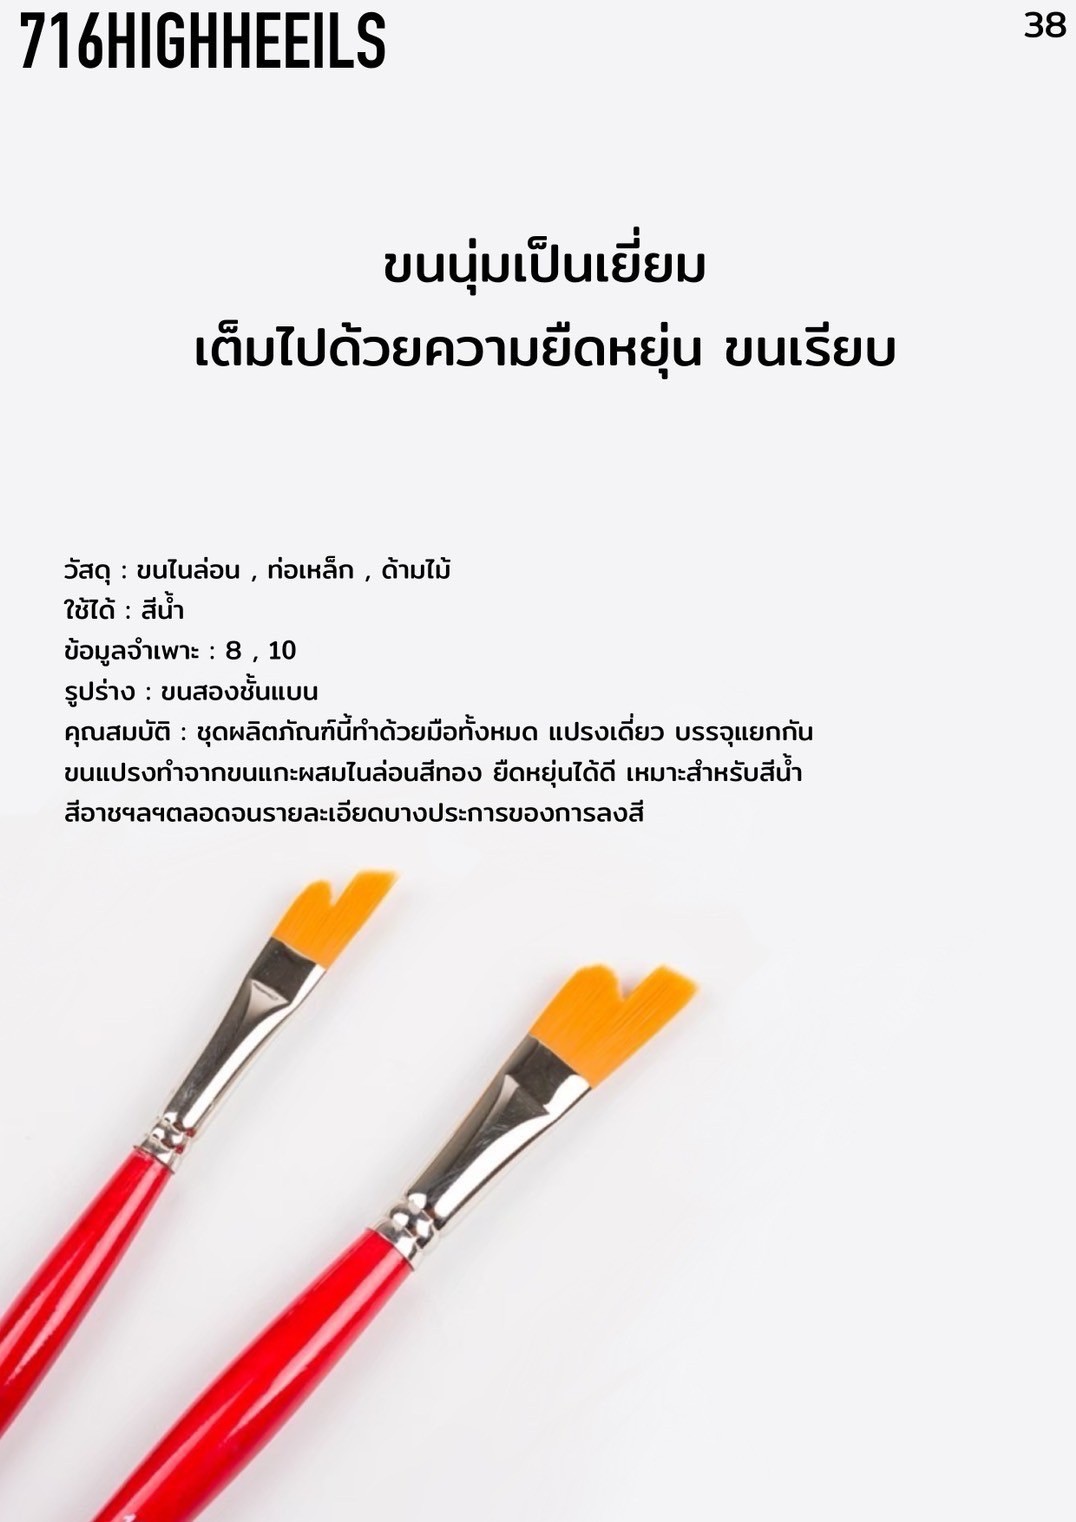 716HIGHHEEILS
38
ขนนุ่มเป็นเยี่ยม
เต็มไปด้วยความยืดหยุ่น ขนเรียบ
วัสดุ : ขนไนล่อน , ท่อเหล็ก , ด้ามไม้
ใช้ได้ : สีน้ำ
ข้อมูลจำเพาะ : 8 , 10
รูปร่าง : ขนสองชั้นแบน
คุณสมบัติ : ชุดผลิตภัณฑ์นี้ทำด้วยมือทั้งหมด แปรงเดี่ยว บรรจุแยกกัน
ขนแปรงทำจากขนแกะผสมไนล่อนสีทอง ยืดหยุ่นได้ดี เหมาะสำหรับสีน้ำ
สีอาชฯลฯตลอดจนรายละเอียดบางประการของการลงสี